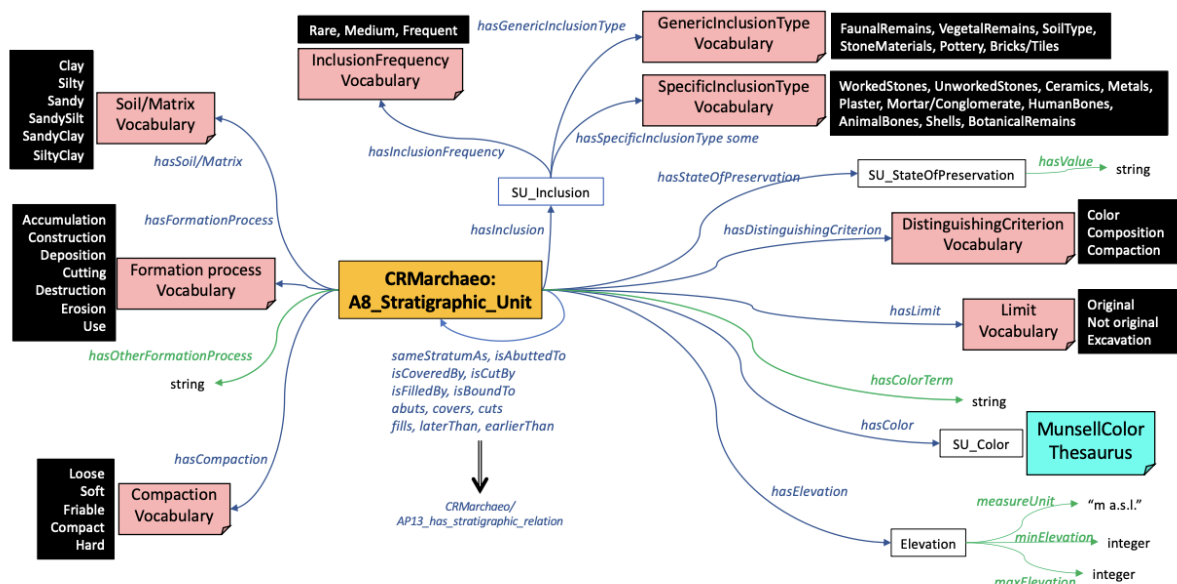 hasGenericInclusionType
GenericInclusionType
Vocabulary
FaunalRemains, VegetalRemains, SoilType,
StoneMaterials, Pottery, Bricks/Tiles
Rare, Medium, Frequent
InclusionFrequency
Vocabulary
SpecificInclusionType
Vocabulary
WorkedStones, UnworkedStones, Ceramics, Metals,
Plaster, Mortar/Conglomerate, HumanBones,
AnimalBones, Shells, BotanicalRemains
hasSpecificInclusionType some
hasInclusionFrequency
SU_Inclusion
hasInclusion
Clay
Silty
Sandy
SandySilt
SandyClay
SiltyClay
Soil/Matrix
Vocabulary
hasSoil/Matrix
hasStateOfPreservation
SU_StateOfPreservation
hasValue
string
Accumulation
Construction
Deposition
Cutting
Destruction
Erosion
Use
hasFormationProcess
Formation process
Vocabulary
hasOtherFormationProcess
string
CRMarchaeo:
A8_Stratigraphic_Unit
hasDistinguishingCriterion
DistinguishingCriterion
Vocabulary
Color
Composition
Compaction
hasLimit
Limit
Vocabulary
Original
Not original
Excavation
sameStratumAs, isAbuttedTo
isCoveredBy, isCutBy
isFilledBy, isBoundTo
abuts, covers, cuts
fills, laterThan, earlierThan
CRMarchaeo/
AP13_has_stratigraphic_relation
hasColorTerm
string
hasColor
SU_Color
MunsellColor
Thesaurus
hasCompaction
Loose
Soft
Friable
Compact
Hard
Compaction
Vocabulary
hasElevation
Elevation
measureUnit
“m a.s.l.”
minElevation
integer
maxElevation
integer